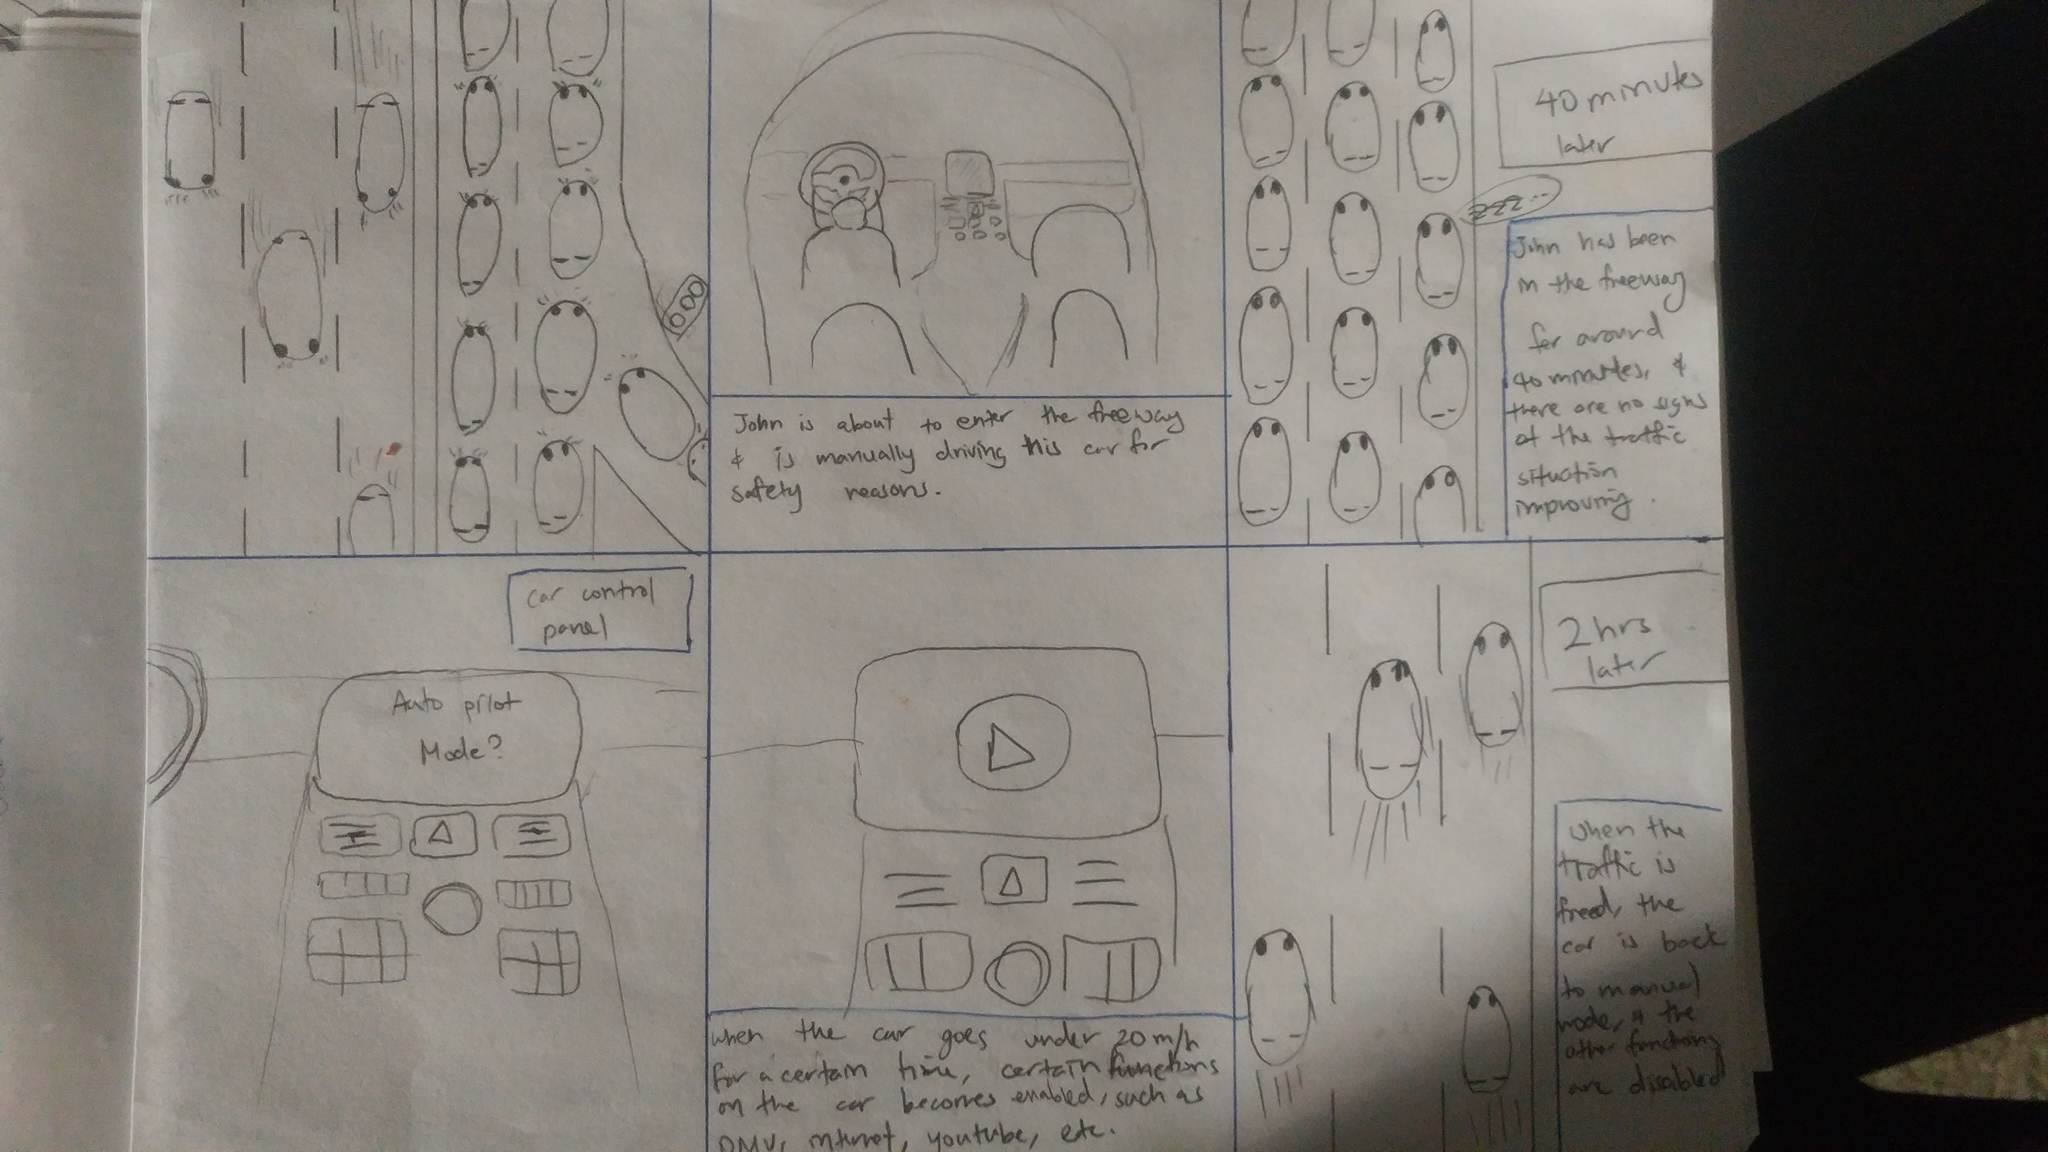 John is about to enter the freeway
& is manually driving this car for
safety reasons.
40 minutes
later
zzz...
John has been
in the freeway
for around
40 minutes, &
there are no signs
of the traffic
situation
improving.
car control
panel
Auto pilot
Mode?
when the car goes under 20 m/h
for a certain time, certain functions
on the car becomes enabled, such as
DMV, internet, youtube, etc.
2 hrs
later
when the
traffic is
freed, the
car is back
to manual
mode, & the
other functions
are disabled